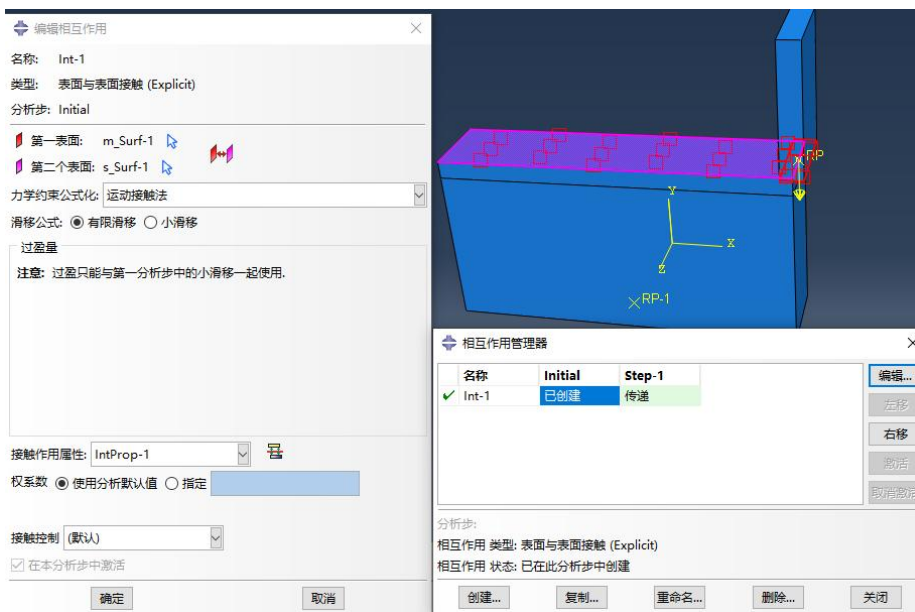 编辑相互作用
名称: Int-1
类型: 表面与表面接触 (Explicit)
分析步: Initial
第一表面: m_Surf-1
第二个表面: s_Surf-1
力学约束公式化: 运动接触法
滑移公式: 有限滑移 小滑移
过盈量
注意: 过盈只能与第一分析步中的小滑移一起使用.
接触作用属性: IntProp-1
权系数 使用分析默认值 指定
接触控制 (默认)
在本分析步中激活
确定 取消
RP
Y
X
Z
RP-1
相互作用管理器
名称 Initial Step-1
Int-1 已创建 传递
编辑...
左移
右移
激活
取消激活
分析步:
相互作用 类型: 表面与表面接触 (Explicit)
相互作用 状态: 已在此分析步中创建
创建... 复制... 重命名... 删除... 关闭